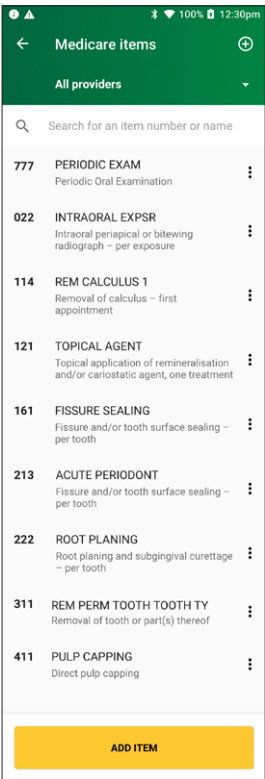 100% 12:30pm
Medicare items
All providers
Search for an item number or name
777 PERIODIC EXAM
Periodic Oral Examination
022 INTRAORAL EXPSR
Intraoral periapical or bitewing
radiograph – per exposure
114 REM CALCULUS 1
Removal of calculus – first
appointment
121 TOPICAL AGENT
Topical application of remineralisation
and/or cariostatic agent, one treatment
161 FISSURE SEALING
Fissure and/or tooth surface sealing –
per tooth
213 ACUTE PERIODONT
Fissure and/or tooth surface sealing –
per tooth
222 ROOT PLANING
Root planing and subgingival curettage
– per tooth
311 REM PERM TOOTH TOOTH TY
Removal of tooth or part(s) thereof
411 PULP CAPPING
Direct pulp capping
ADD ITEM